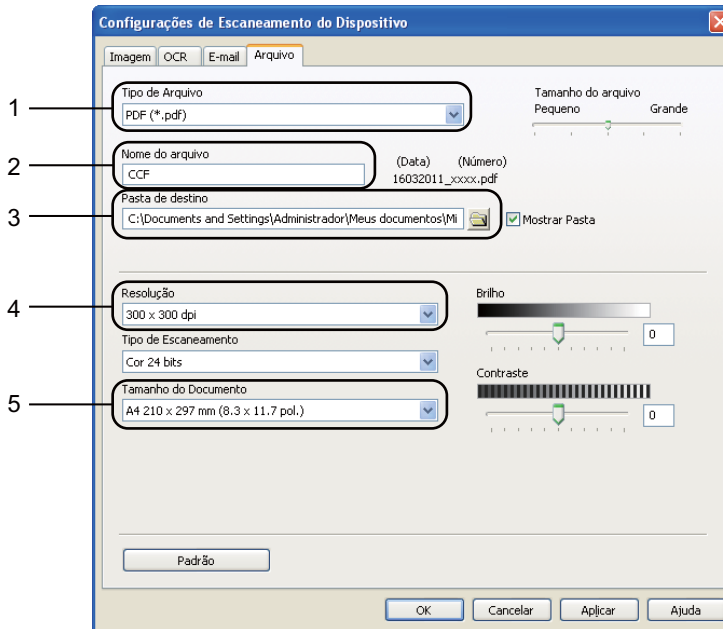 Configurações de Escaneamento do Dispositivo
Imagem OCR E-mail Arquivo
1
Tipo de Arquivo
PDF (*.pdf)
Tamanho do arquivo
Pequeno Grande
2
Nome do arquivo
CCF
(Data) (Número)
16032011_xxxx.pdf
3
Pasta de destino
C:\Documents and Settings\Administrador\Meus documentos\Mi
Mostrar Pasta
4
Resolução
300 x 300 dpi
Brilho
0
Tipo de Escaneamento
Cor 24 bits
Contraste
5
Tamanho do Documento
A4 210 x 297 mm (8.3 x 11.7 pol.)
0
Padrão
OK Cancelar Aplicar Ajuda